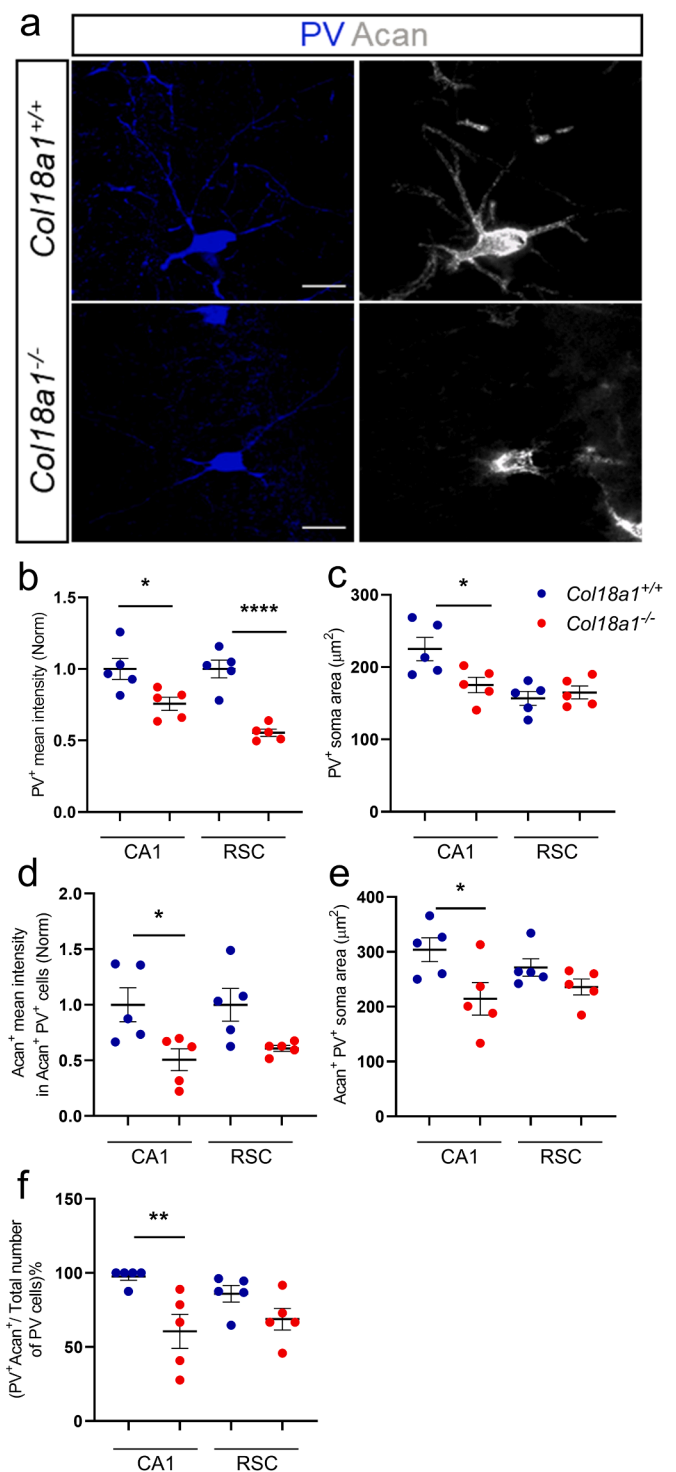 a
PV Acan
Col18a1+/+
Col18a1-/-
b
PV+ mean intensity (Norm)
1.5
1.0
0.5
0.0
*
****
CA1
RSC
c
PV+ soma area (μm2)
300
200
100
0
*
Col18a1+/+
Col18a1-/-
CA1
RSC
d
Acan+ mean intensity
in Acan+ PV+ cells (Norm)
2.0
1.5
1.0
0.5
0.0
*
CA1
RSC
e
Acan+ PV+ soma area (μm2)
400
300
200
100
0
*
CA1
RSC
f
(PV+Acan+/ Total number
of PV cells)%
150
100
50
0
**
CA1
RSC